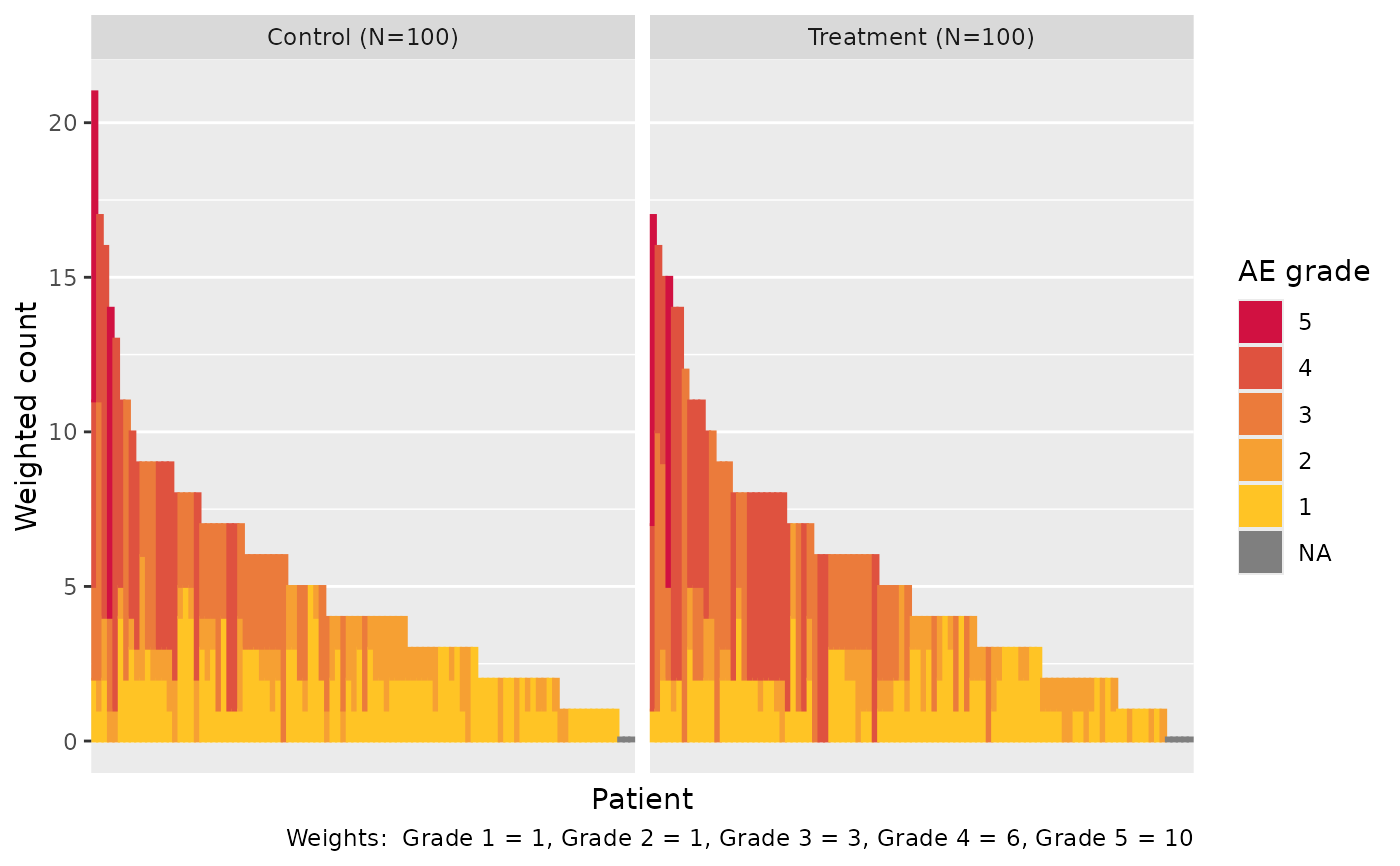 Control (N=100)
Treatment (N=100)
20
15
10
5
0
Weighted count
Patient
AE grade
5
4
3
2
1
NA
Weights:  Grade 1 = 1, Grade 2 = 1, Grade 3 = 3, Grade 4 = 6, Grade 5 = 10